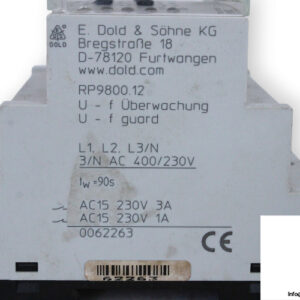 E. Dold & Söhne KG
DOLD
Bregstraße 18
D-78120 Furtwangen
www.dold.com
RP9800.12
U - f Überwachung
U - f guard
L1, L2, L3/N
3/N AC 400/230V
tw =90s
AC15 230V 3A
AC15 230V 1A
0062263
CE
62263